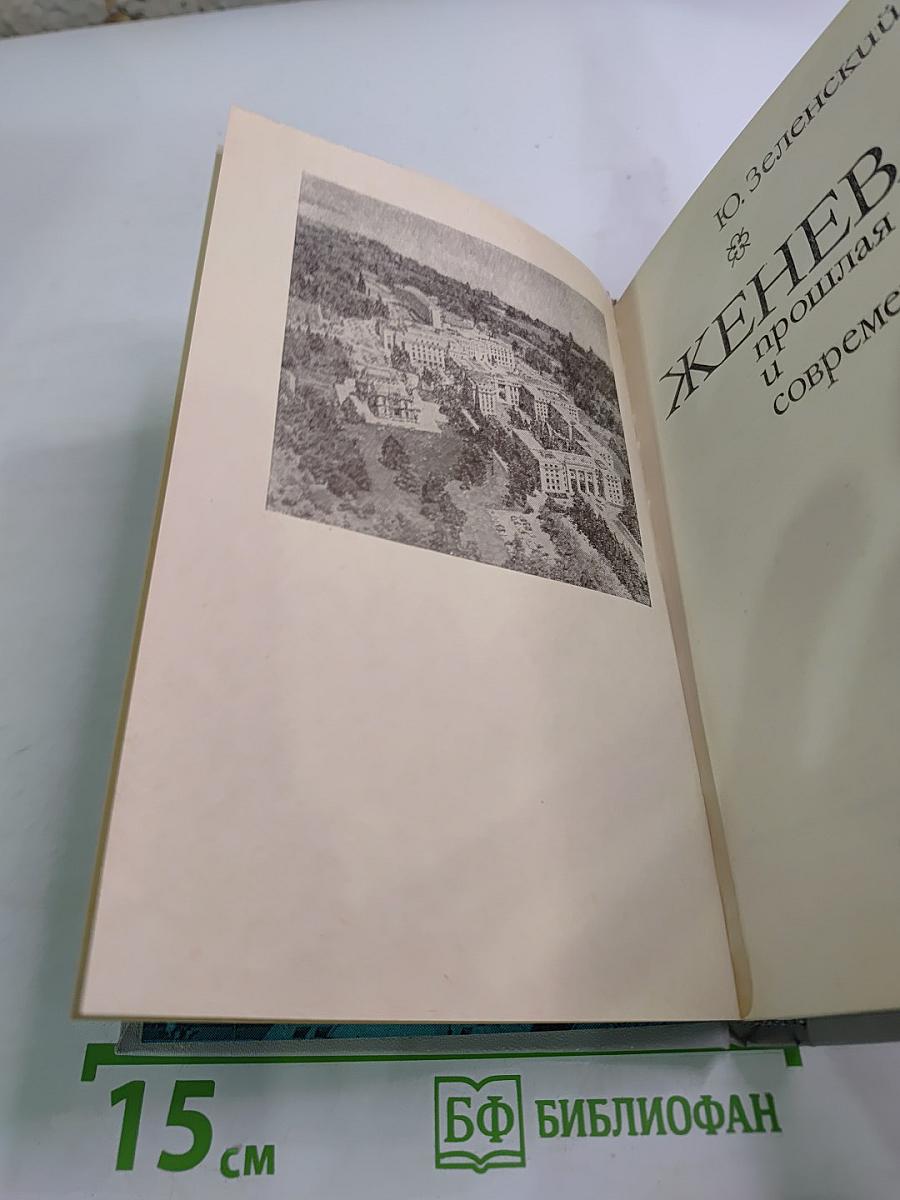 Ю. Зеленский
ЖЕНЕВ
прошлая
и
совреме
15 см
БФ БИБЛИОФАН